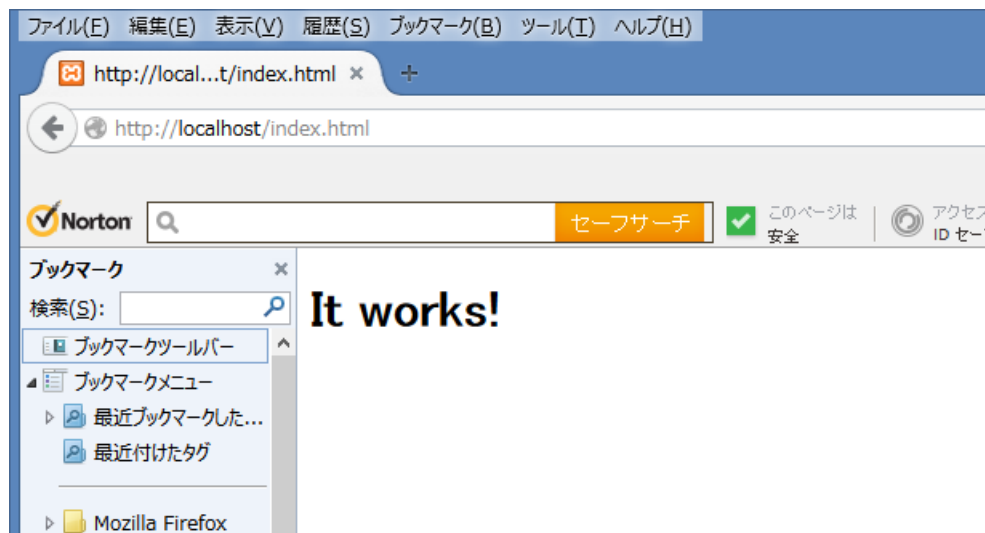 ファイル(F) 編集(E) 表示(V) 履歴(S) ブックマーク(B) ツール(T) ヘルプ(H)
http://local...t/index.html × +
http://localhost/index.html
Norton セーフサーチ このページは アクセス
安全 ID セー
ブックマーク ×
検索(S):
It works!
ブックマークツールバー
ブックマークメニュー
最近ブックマークした...
最近付けたタグ
Mozilla Firefox